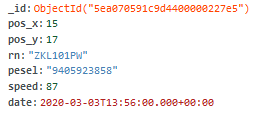 _id:ObjectId("5ea070591c9d4400000227e5")
pos_x: 15
pos_y: 17
rn: "ZKL101PW"
pesel: "9405923858"
speed: 87
date: 2020-03-03T13:56:00.000+00:00